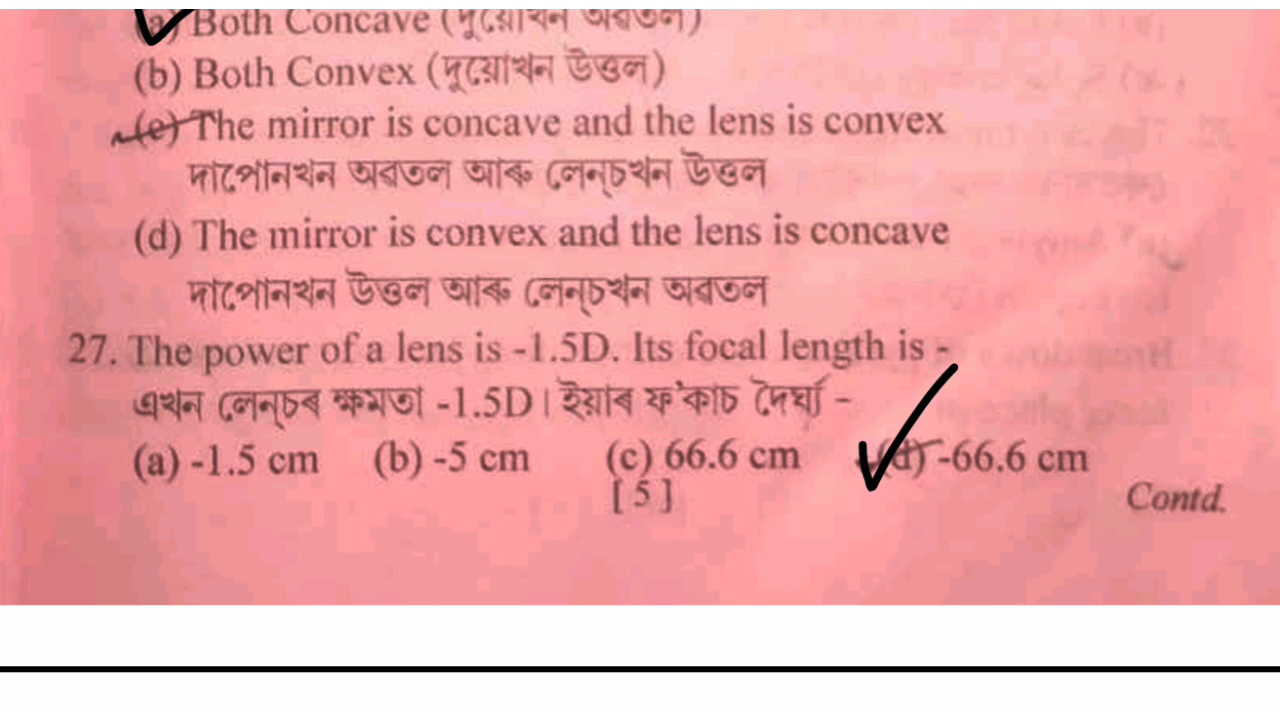 (a) Both Concave (দুয়োখন অৱতল)
(b) Both Convex (দুয়োখন উত্তল)
(c) The mirror is concave and the lens is convex
দাপোনখন অৱতল আৰু লেন্চখন উত্তল
(d) The mirror is convex and the lens is concave
দাপোনখন উত্তল আৰু লেন্চখন অৱতল
27. The power of a lens is -1.5D. Its focal length is -
এখন লেন্চৰ ক্ষমতা -1.5D। ইয়াৰ ফ'কাচ দৈৰ্ঘ্য -
(a) -1.5 cm (b) -5 cm (c) 66.6 cm (d) -66.6 cm
[ 5 ]
Contd.